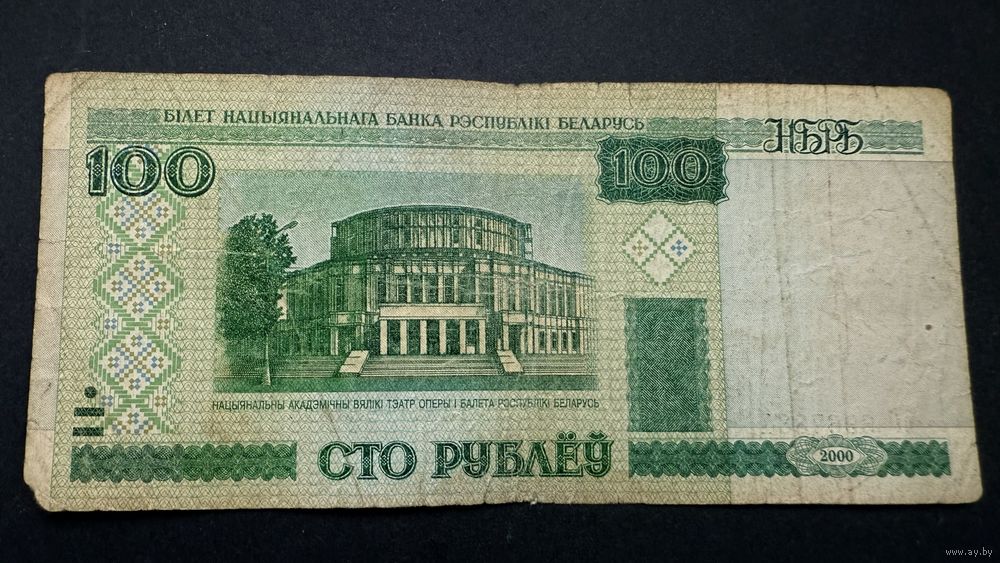 БІЛЕТ НАЦЫЯНАЛЬНАГА БАНКА РЭСПУБЛІКІ БЕЛАРУСЬ
НБРБ
100
100
НАЦЫЯНАЛЬНЫ АКАДЭМІЧНЫ ВЯЛІКІ ТЭАТР ОПЕРЫ І БАЛЕТА РЭСПУБЛІКІ БЕЛАРУСЬ
СТО РУБЛЁЎ
2000
www.ay.by